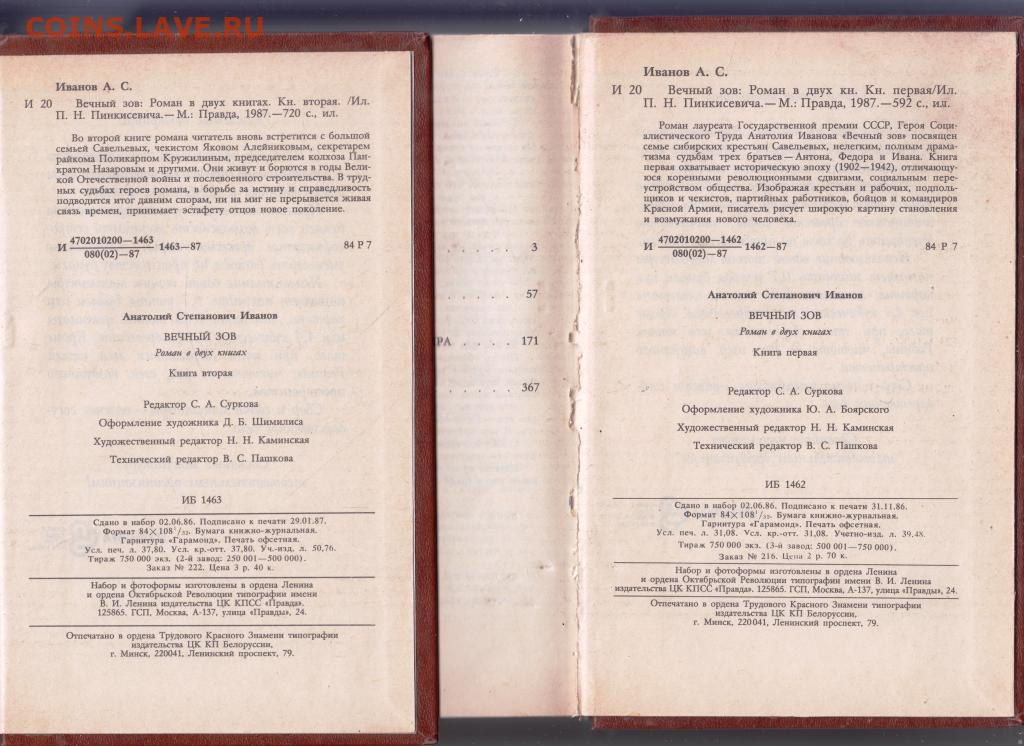 COINS.LAVE.RU
Иванов А. С.
И 20 Вечный зов: Роман в двух книгах. Кн. вторая. /Ил.
П. Н. Пинкисевича.— М.: Правда, 1987.—720 с., ил.
Во второй книге романа читатель вновь встретится с большой
семьей Савельевых, чекистом Яковом Алейниковым, секретарем
райкома Поликарпом Кружилиным, председателем колхоза Пан-
кратом Назаровым и другими. Они живут и борются в годы Вели-
кой Отечественной войны и послевоенного строительства. В труд-
ных судьбах героев романа, в борьбе за истину и справедливость
подводится итог давним спорам, ни на миг не прерывается живая
связь времен, принимает эстафету отцов новое поколение.
И 4702010200—1463
080(02)—87 1463—87 84 Р 7
Анатолий Степанович Иванов
ВЕЧНЫЙ ЗОВ
Роман в двух книгах
Книга вторая
Редактор С. А. Суркова
Оформление художника Д. Б. Шимилиса
Художественный редактор Н. Н. Каминская
Технический редактор В. С. Пашкова
ИБ 1463
Сдано в набор 02.06.86. Подписано к печати 29.01.87.
Формат 84×108 1/32. Бумага книжно-журнальная.
Гарнитура «Гарамонд». Печать офсетная.
Усл. печ. л. 37,80. Усл. кр.-отт. 37,80. Уч.-изд. л. 50,76.
Тираж 750 000 экз. (2-й завод: 250 001—500 000).
Заказ № 222. Цена 3 р. 40 к.
Набор и фотоформы изготовлены в ордена Ленина
и ордена Октябрьской Революции типографии имени
В. И. Ленина издательства ЦК КПСС «Правда».
125865. ГСП, Москва, А-137, улица «Правды», 24.
Отпечатано в ордена Трудового Красного Знамени типографии
издательства ЦК КП Белоруссии,
г. Минск, 220041, Ленинский проспект, 79.
. . . . 3
. . . . . 57
РА . . . . 171
. . . . . 367
Иванов А. С.
И 20 Вечный зов: Роман в двух кн. Кн. первая/Ил.
П. Н. Пинкисевича.— М.: Правда, 1987.—592 с., ил.
Роман лауреата Государственной премии СССР, Героя Соци-
алистического Труда Анатолия Иванова «Вечный зов» посвящен
семье сибирских крестьян Савельевых, нелегким, полным драма-
тизма судьбам трех братьев — Антона, Федора и Ивана. Книга
первая охватывает историческую эпоху (1902—1942), отличающу-
юся коренными революционными сдвигами, социальным пере-
устройством общества. Изображая крестьян и рабочих, подполь-
щиков и чекистов, партийных работников, бойцов и командиров
Красной Армии, писатель рисует широкую картину становления
и возмужания нового человека.
И 4702010200—1462
080(02)—87 1462—87 84 Р 7
Анатолий Степанович Иванов
ВЕЧНЫЙ ЗОВ
Роман в двух книгах
Книга первая
Редактор С. А. Суркова
Оформление художника Ю. А. Боярского
Художественный редактор Н. Н. Каминская
Технический редактор В. С. Пашкова
ИБ 1462
Сдано в набор 02.06.86. Подписано к печати 31.11.86.
Формат 84×108 1/32. Бумага книжно-журнальная.
Гарнитура «Гарамонд». Печать офсетная.
Усл. печ. л. 31,08. Усл. кр.-отт. 31,08. Учетно-изд. л. 39,48.
Тираж 750 000 экз. (3-й завод: 500 001—750 000).
Заказ № 216. Цена 2 р. 70 к.
Набор и фотоформы изготовлены в ордена Ленина
и ордена Октябрьской Революции типографии имени В. И. Ленина
издательства ЦК КПСС «Правда». 125865. ГСП, Москва, А-137, улица «Правды», 24.
Отпечатано в ордена Трудового Красного Знамени типографии
издательства ЦК КП Белоруссии,
г. Минск, 220041, Ленинский проспект, 79.